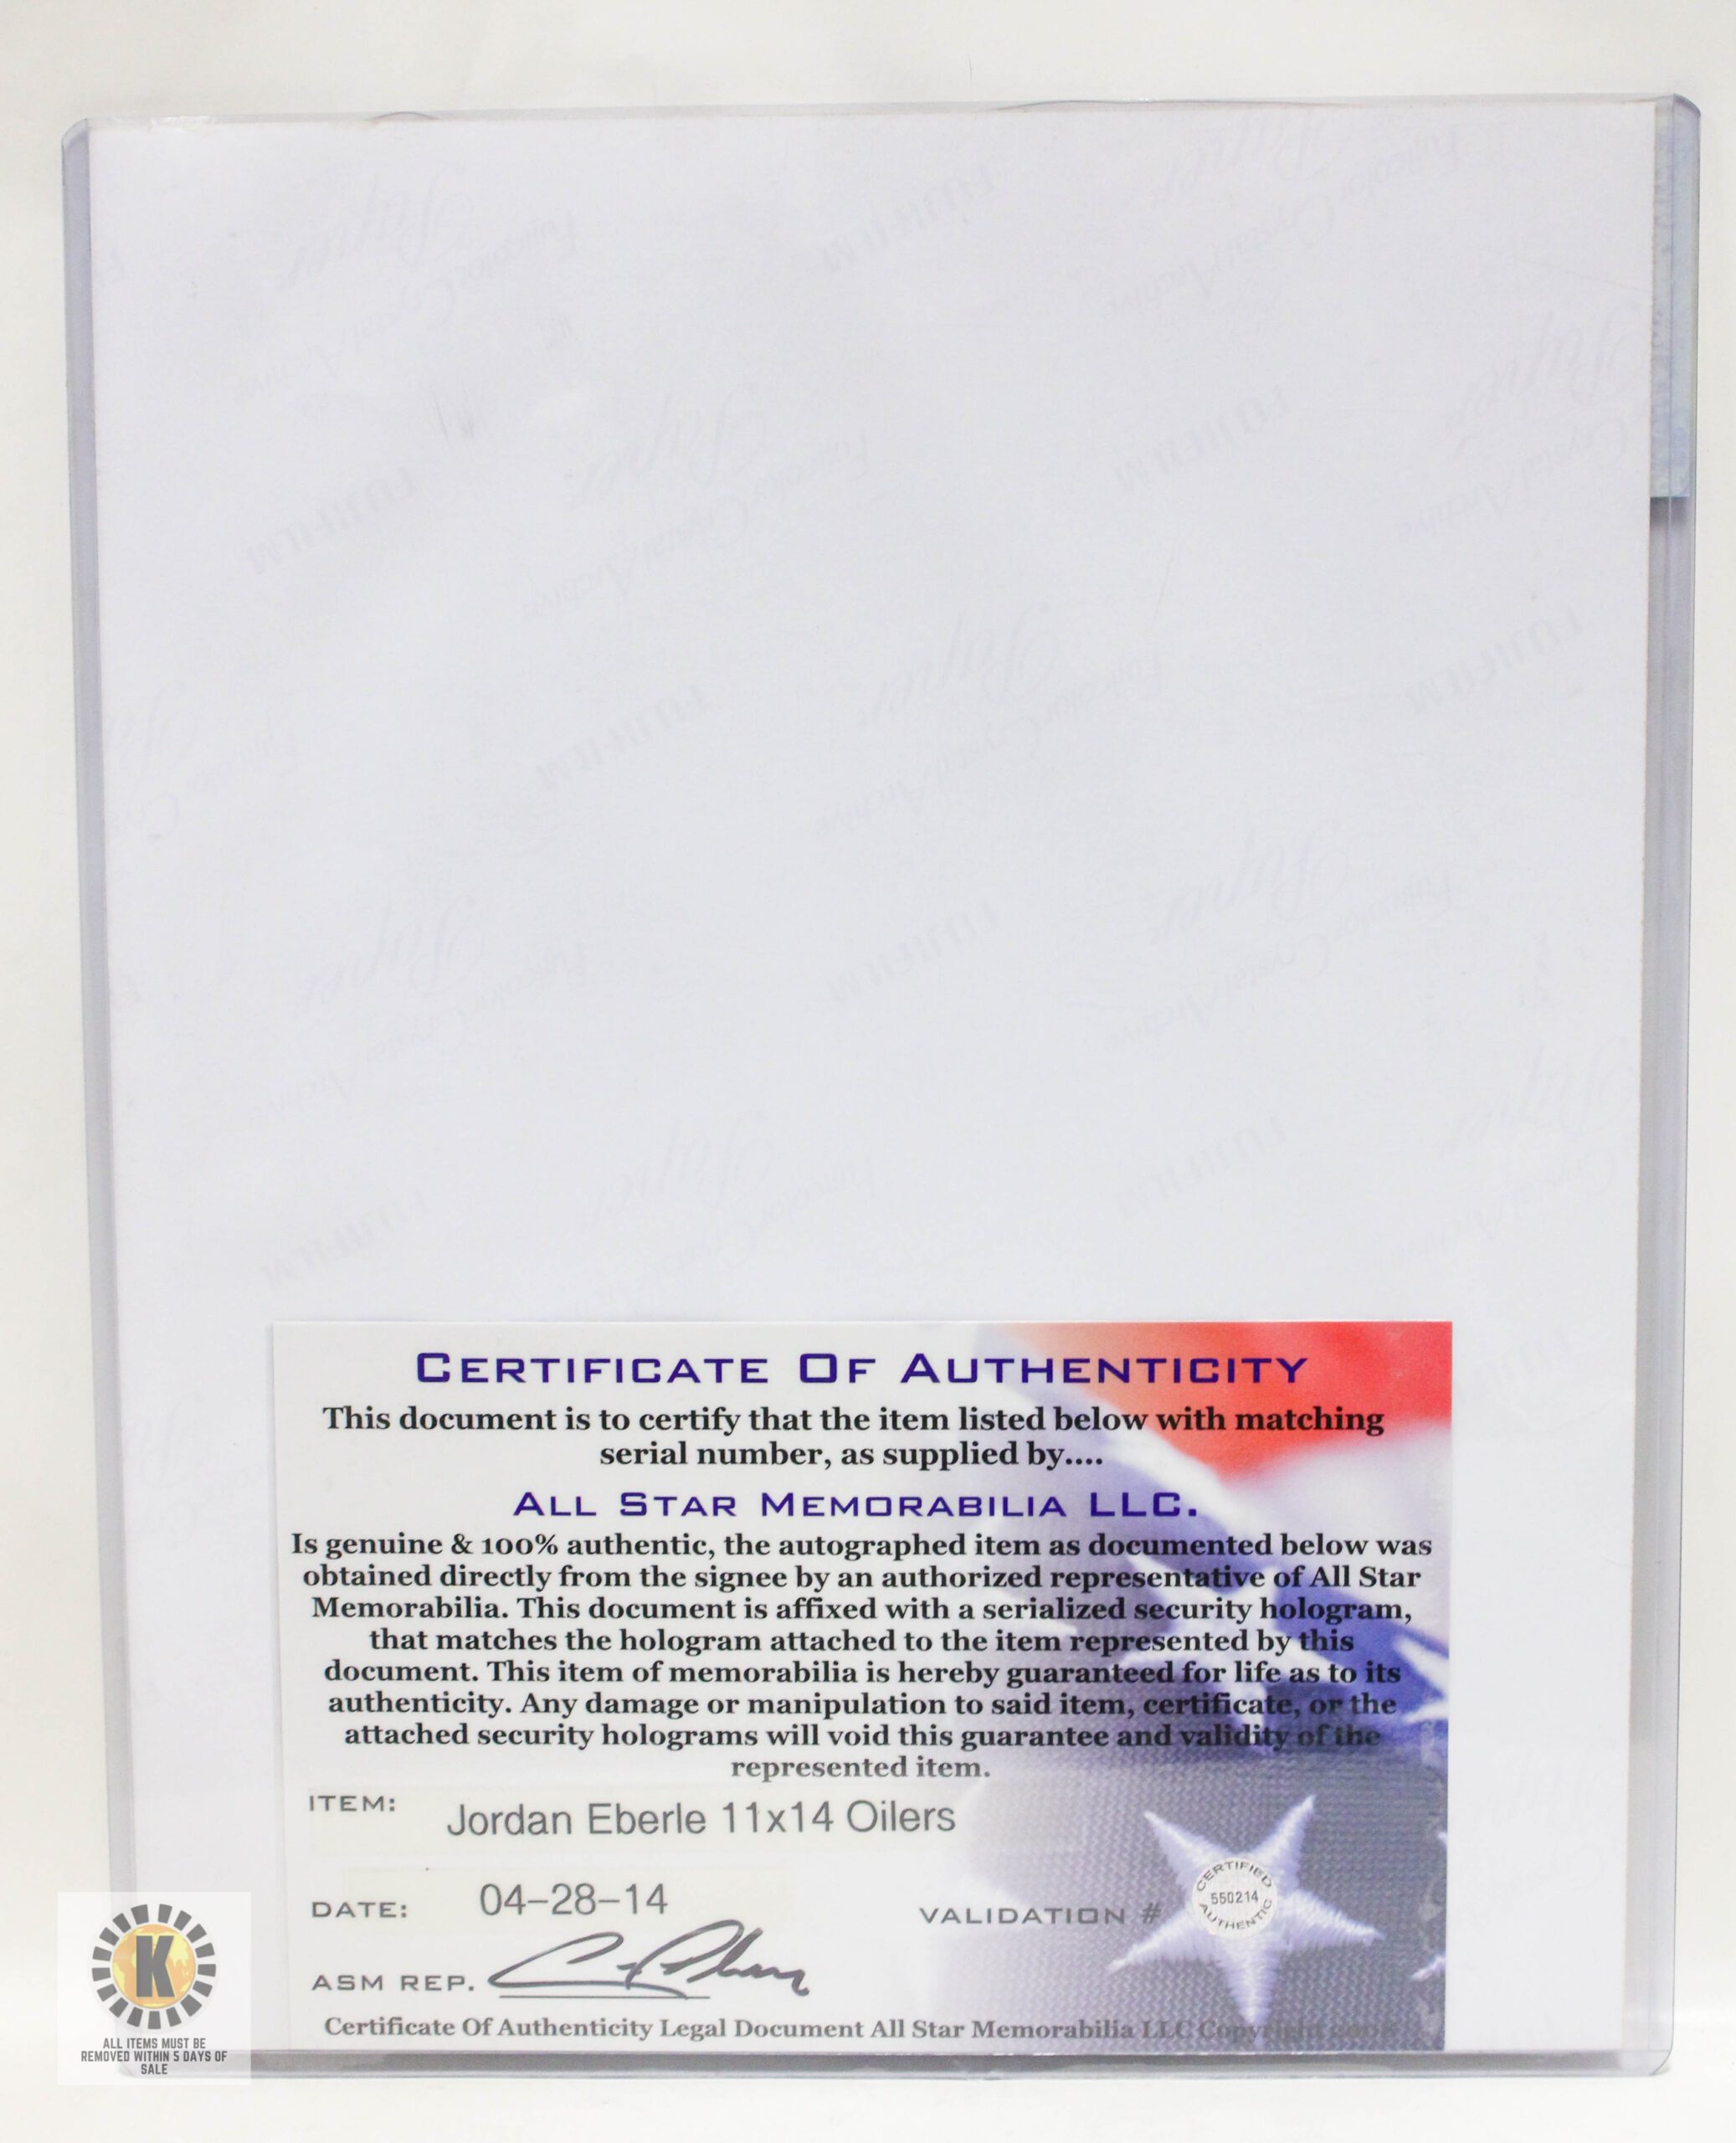 CERTIFICATE OF AUTHENTICITY
This document is to certify that the item listed below with matching
serial number, as supplied by....
ALL STAR MEMORABILIA LLC.
Is genuine & 100% authentic, the autographed item as documented below was
obtained directly from the signee by an authorized representative of All Star
Memorabilia. This document is affixed with a serialized security hologram,
that matches the hologram attached to the item represented by this
document. This item of memorabilia is hereby guaranteed for life as to its
authenticity. Any damage or manipulation to said item, certificate, or the
attached security holograms will void this guarantee and validity of the
represented item.
ITEM: Jordan Eberle 11x14 Oilers
DATE: 04-28-14
VALIDATION #
CERTIFIED
550214
AUTHENTIC
ASM REP.
Certificate Of Authenticity Legal Document All Star Memorabilia LLC Copyright
K
ALL ITEMS MUST BE
REMOVED WITHIN 5 DAYS OF
SALE
FUJIFILM
Fujicolor Crystal Archive
Paper